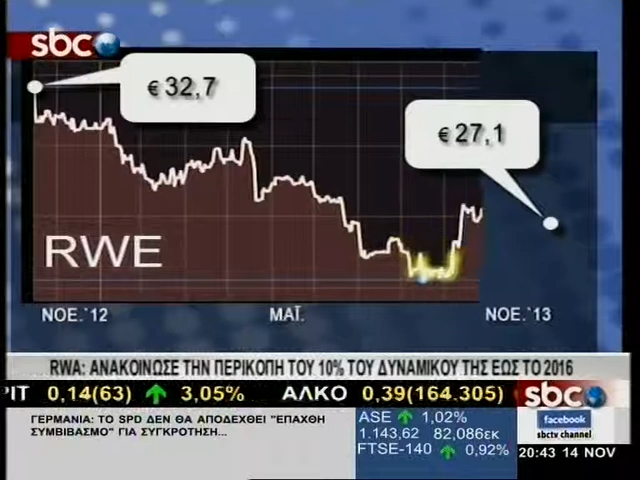 sbc
€ 32,7
€ 27,1
RWE
ΝΟΕ.'12
ΜΑΪ.
ΝΟΕ.'13
RWA: ΑΝΑΚΟΙΝΩΣΕ ΤΗΝ ΠΕΡΙΚΟΠΗ ΤΟΥ 10% ΤΟΥ ΔΥΝΑΜΙΚΟΥ ΤΗΣ ΕΩΣ ΤΟ 2016
ΡΙΤ 0,14(63) 3,05% ΑΛΚΟ 0,39(164.305)
sbc
ΓΕΡΜΑΝΙΑ: ΤΟ SPD ΔΕΝ ΘΑ ΑΠΟΔΕΧΘΕΙ "ΕΠΑΧΘΗ
ΣΥΜΒΙΒΑΣΜΟ" ΓΙΑ ΣΥΓΚΡΟΤΗΣΗ...
ASE 1,02%
1.143,62 82,086εκ
FTSE-140 0,92%
facebook
sbctv channel
20:43 14 NOV